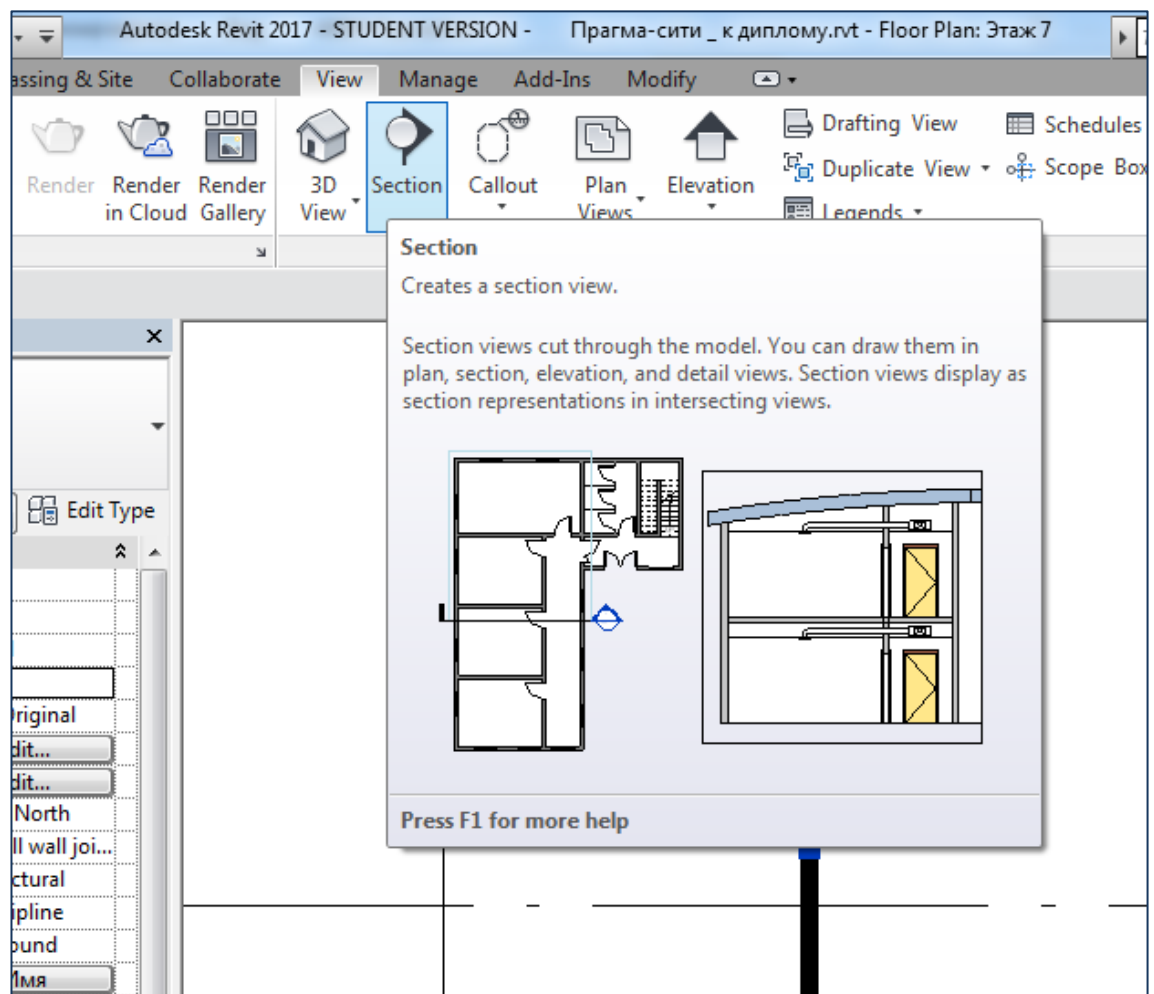 Autodesk Revit 2017 - STUDENT VERSION - Прагма-сити _ к диплому.rvt - Floor Plan: Этаж 7
assing & Site Collaborate View Manage Add-Ins Modify
Render
Render in Cloud
Render Gallery
3D View
Section
Callout
Plan Views
Elevation
Drafting View
Duplicate View
Legends
Schedules
Scope Box
Section
Creates a section view.
Section views cut through the model. You can draw them in
plan, section, elevation, and detail views. Section views display as
section representations in intersecting views.
Press F1 for more help
Edit Type
riginal
dit...
dit...
North
ll wall joi...
ctural
ipline
ound
Имя